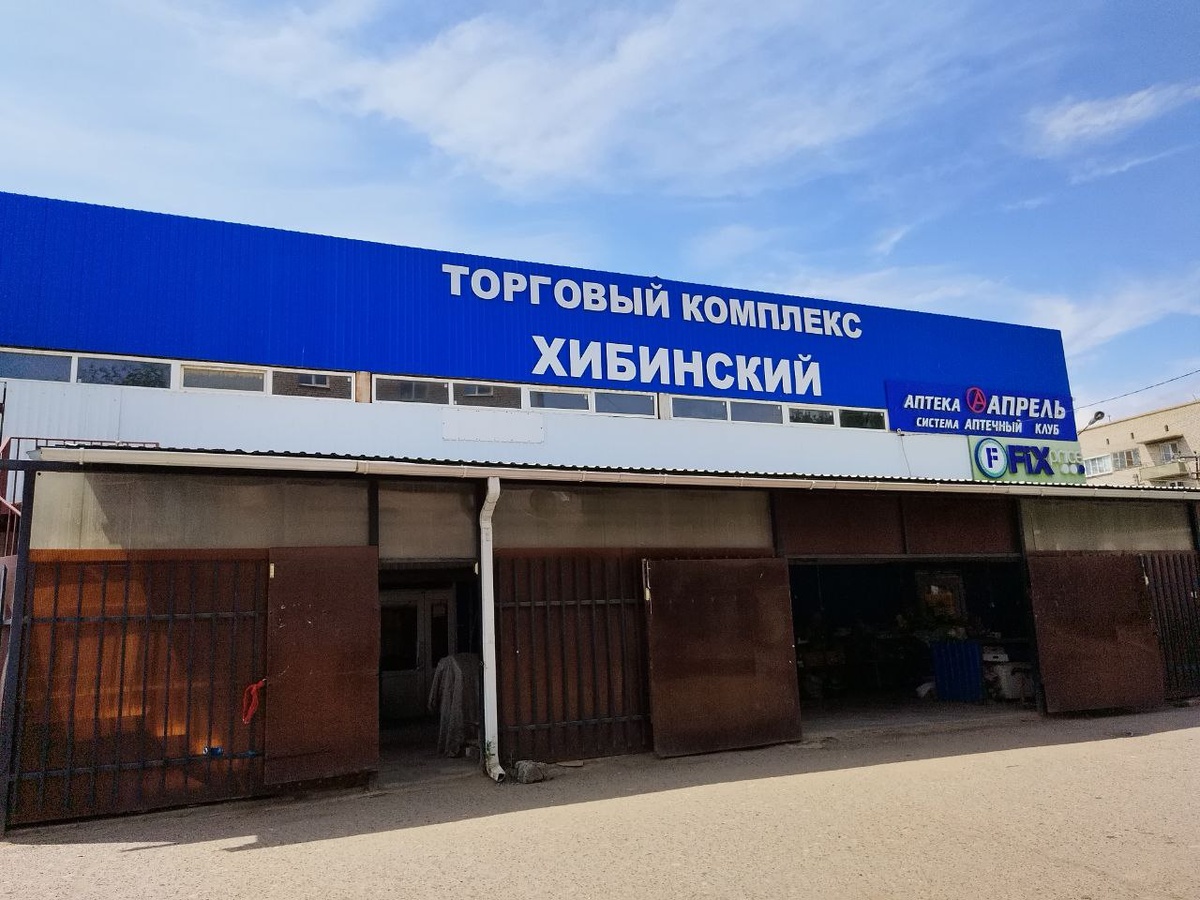 ТОРГОВЫЙ КОМПЛЕКС
ХИБИНСКИЙ
АПТЕКА АПРЕЛЬ
СИСТЕМА АПТЕЧНЫЙ КЛУБ
F FIX